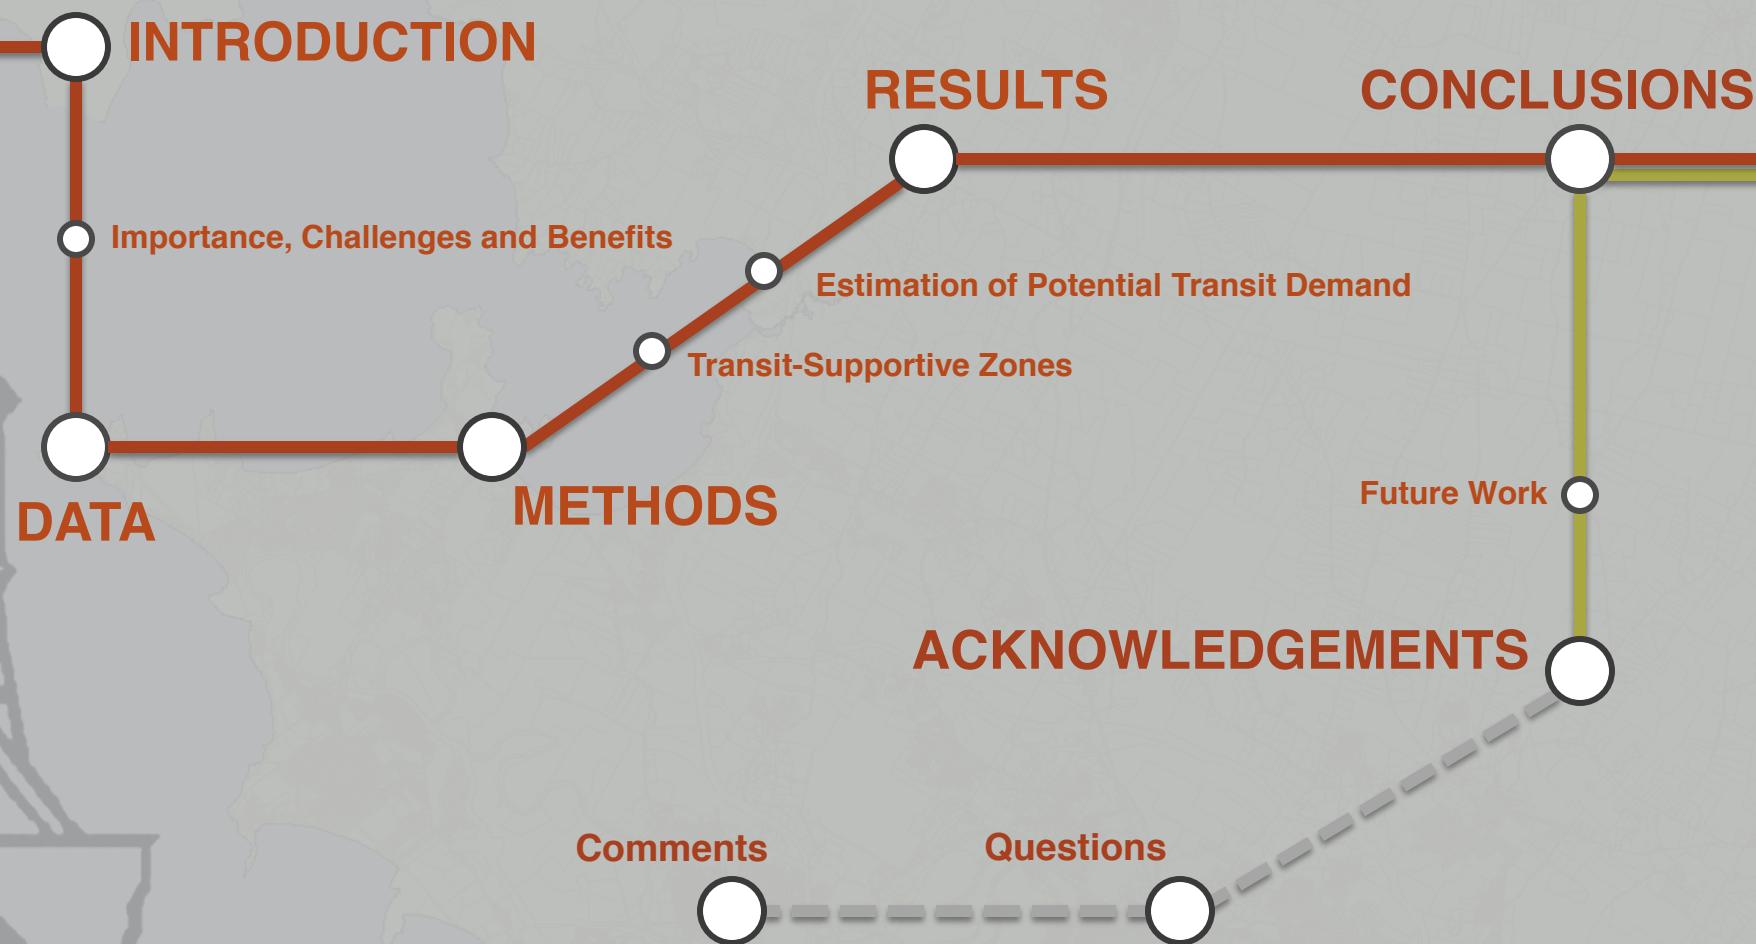 INTRODUCTION
RESULTS
CONCLUSIONS
Importance, Challenges and Benefits
Estimation of Potential Transit Demand
Transit-Supportive Zones
DATA
METHODS
Future Work
ACKNOWLEDGEMENTS
Comments
Questions